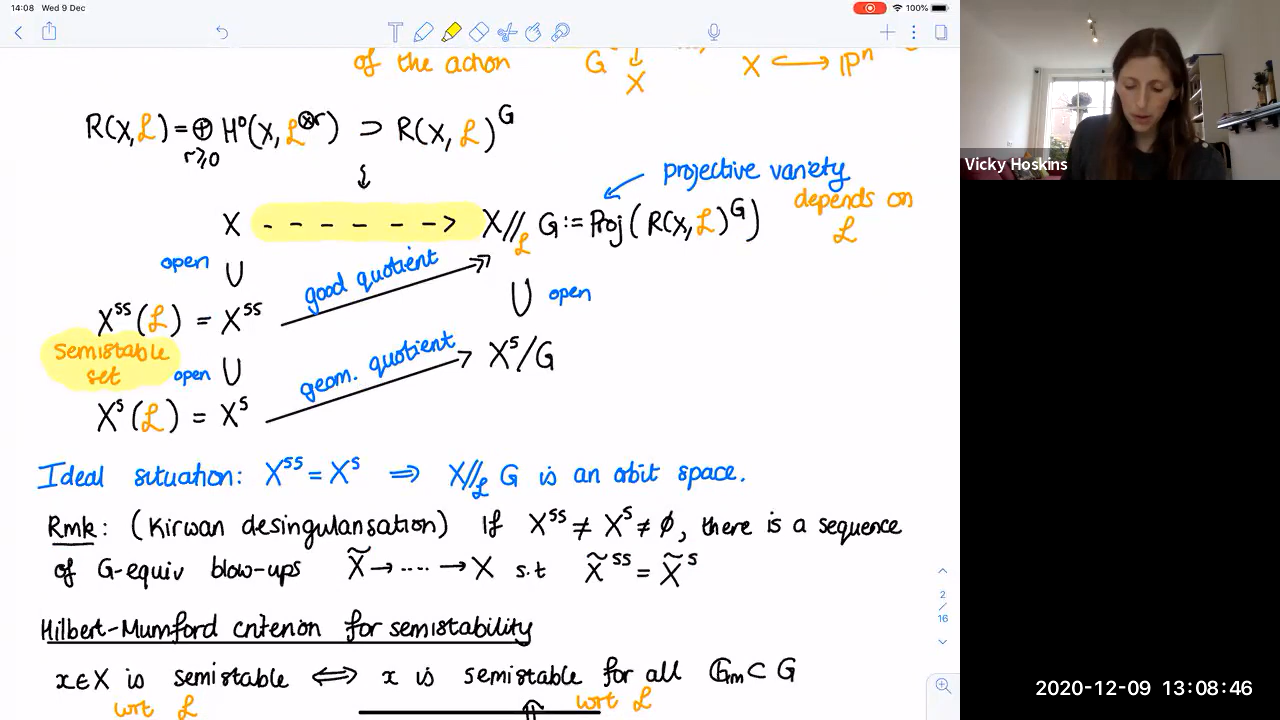 14:08 Wed 9 Dec
100%
of the action
G
X
X ⟷ ℙⁿ
R(X, ℒ) = ⊕ H⁰(X, ℒ^⊗r) ⊃ R(X, ℒ)^G
r≥0
projective variety
depends on
ℒ
X - - - - - -> X//_ℒ G := Proj(R(X, ℒ)^G)
open ∪
good quotient
∪ open
X^ss(ℒ) = X^ss
semistable
set
open ∪
geom. quotient
X^s/G
X^s(ℒ) = X^s
Ideal situation: X^ss = X^s ⟹ X//_ℒ G is an orbit space.
Rmk: (Kirwan desingularisation) If X^ss ≠ X^s ≠ ∅, there is a sequence
of G-equiv blow-ups X̃ → .... → X s.t X̃^ss = X̃^s
Hilbert-Mumford criterion for semistability
x ∈ X is semistable ⟺ x is semistable for all 𝔾m ⊂ G
wrt ℒ
wrt ℒ
2
/
16
Vicky Hoskins
2020-12-09 13:08:46